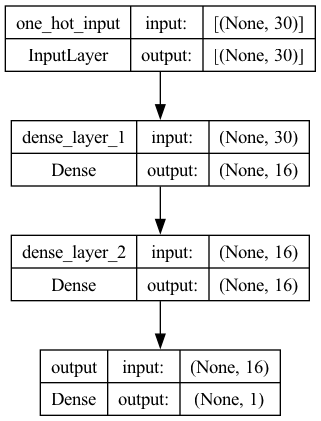 one_hot_input input: [(None, 30)]
InputLayer output: [(None, 30)]
dense_layer_1 input: (None, 30)
Dense output: (None, 16)
dense_layer_2 input: (None, 16)
Dense output: (None, 16)
output input: (None, 16)
Dense output: (None, 1)